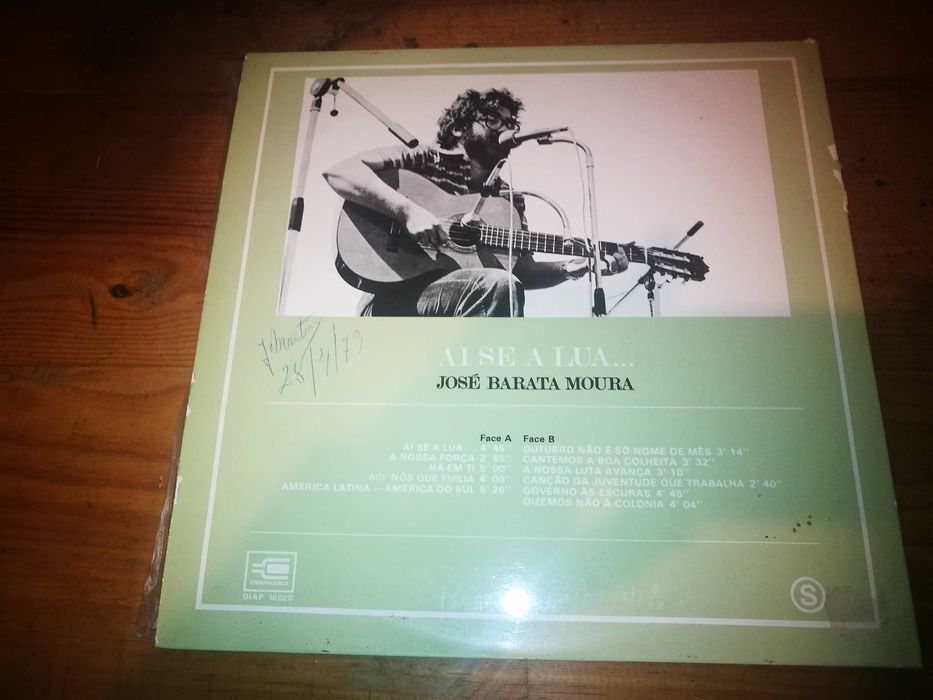 28/4/79
AI SE A LUA...
JOSÉ BARATA MOURA
Face A
AI SE A LUA 4' 46''
A NOSSA FORÇA 2' 55''
HÁ EM TI 5' 00''
AID' NÓS QUE EMILIA 4' 00''
AMÉRICA LATINA — AMÉRICA DO SUL 5' 26''
Face B
OUTUBRO NÃO É SÓ NOME DE MÊS 3' 14''
CANTEMOS A BOA COLHEITA 3' 32''
A NOSSA LUTA AVANÇA 3' 10''
CANÇÃO DA JUVENTUDE QUE TRABALHA 2' 40''
GOVERNO ÀS ESCURAS 4' 45''
DIZEMOS NÃO À COLONIA 4' 04''
DIAPASÃO
DIAP 16020
S